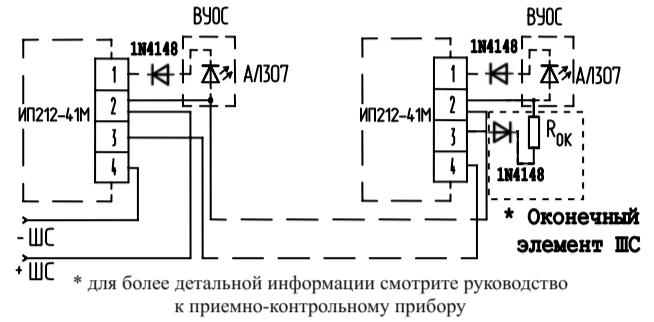 ВУОС
ВУОС
1N4148
1N4148
АЛ307
АЛ307
ИП212-41М
1
2
3
4
ИП212-41М
1
2
3
4
RОК
1N4148
- ШС
+ ШС
* Оконечный
элемент ШС
* для более детальной информации смотрите руководство
к приемно-контрольному прибору